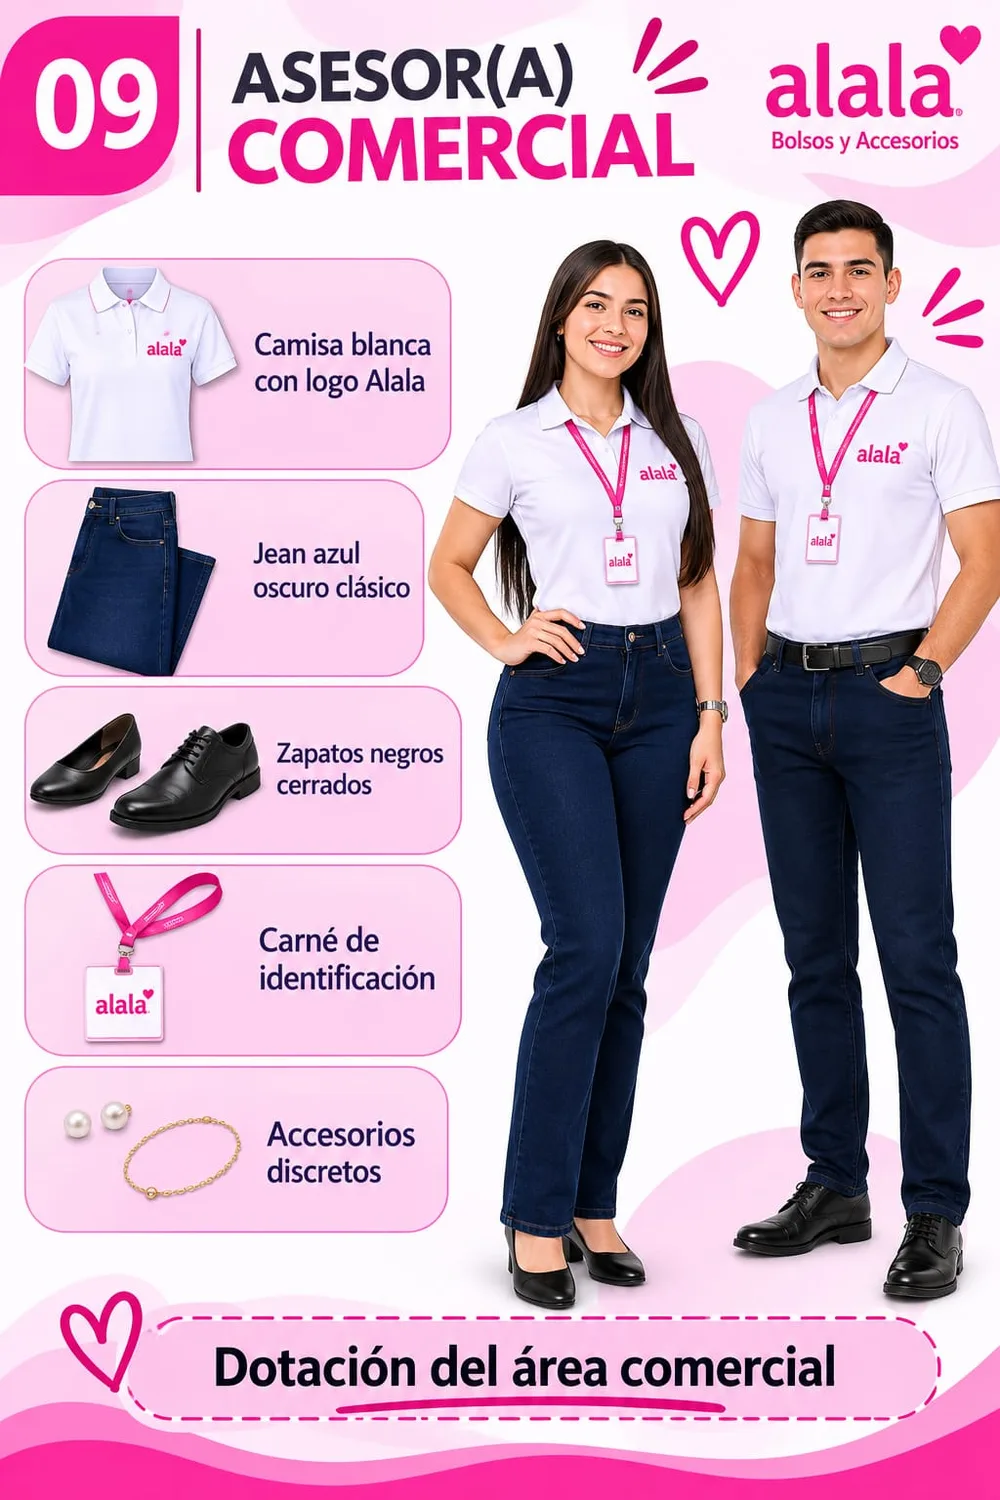 09
ASESOR(A)
COMERCIAL
alala
®
Bolsos y Accesorios
alala
Camisa blanca
con logo Alala
Jean azul
oscuro clásico
Zapatos negros
cerrados
alala
Carné de
identificación
Accesorios
discretos
alala
alala
alala
alala
Dotación del área comercial